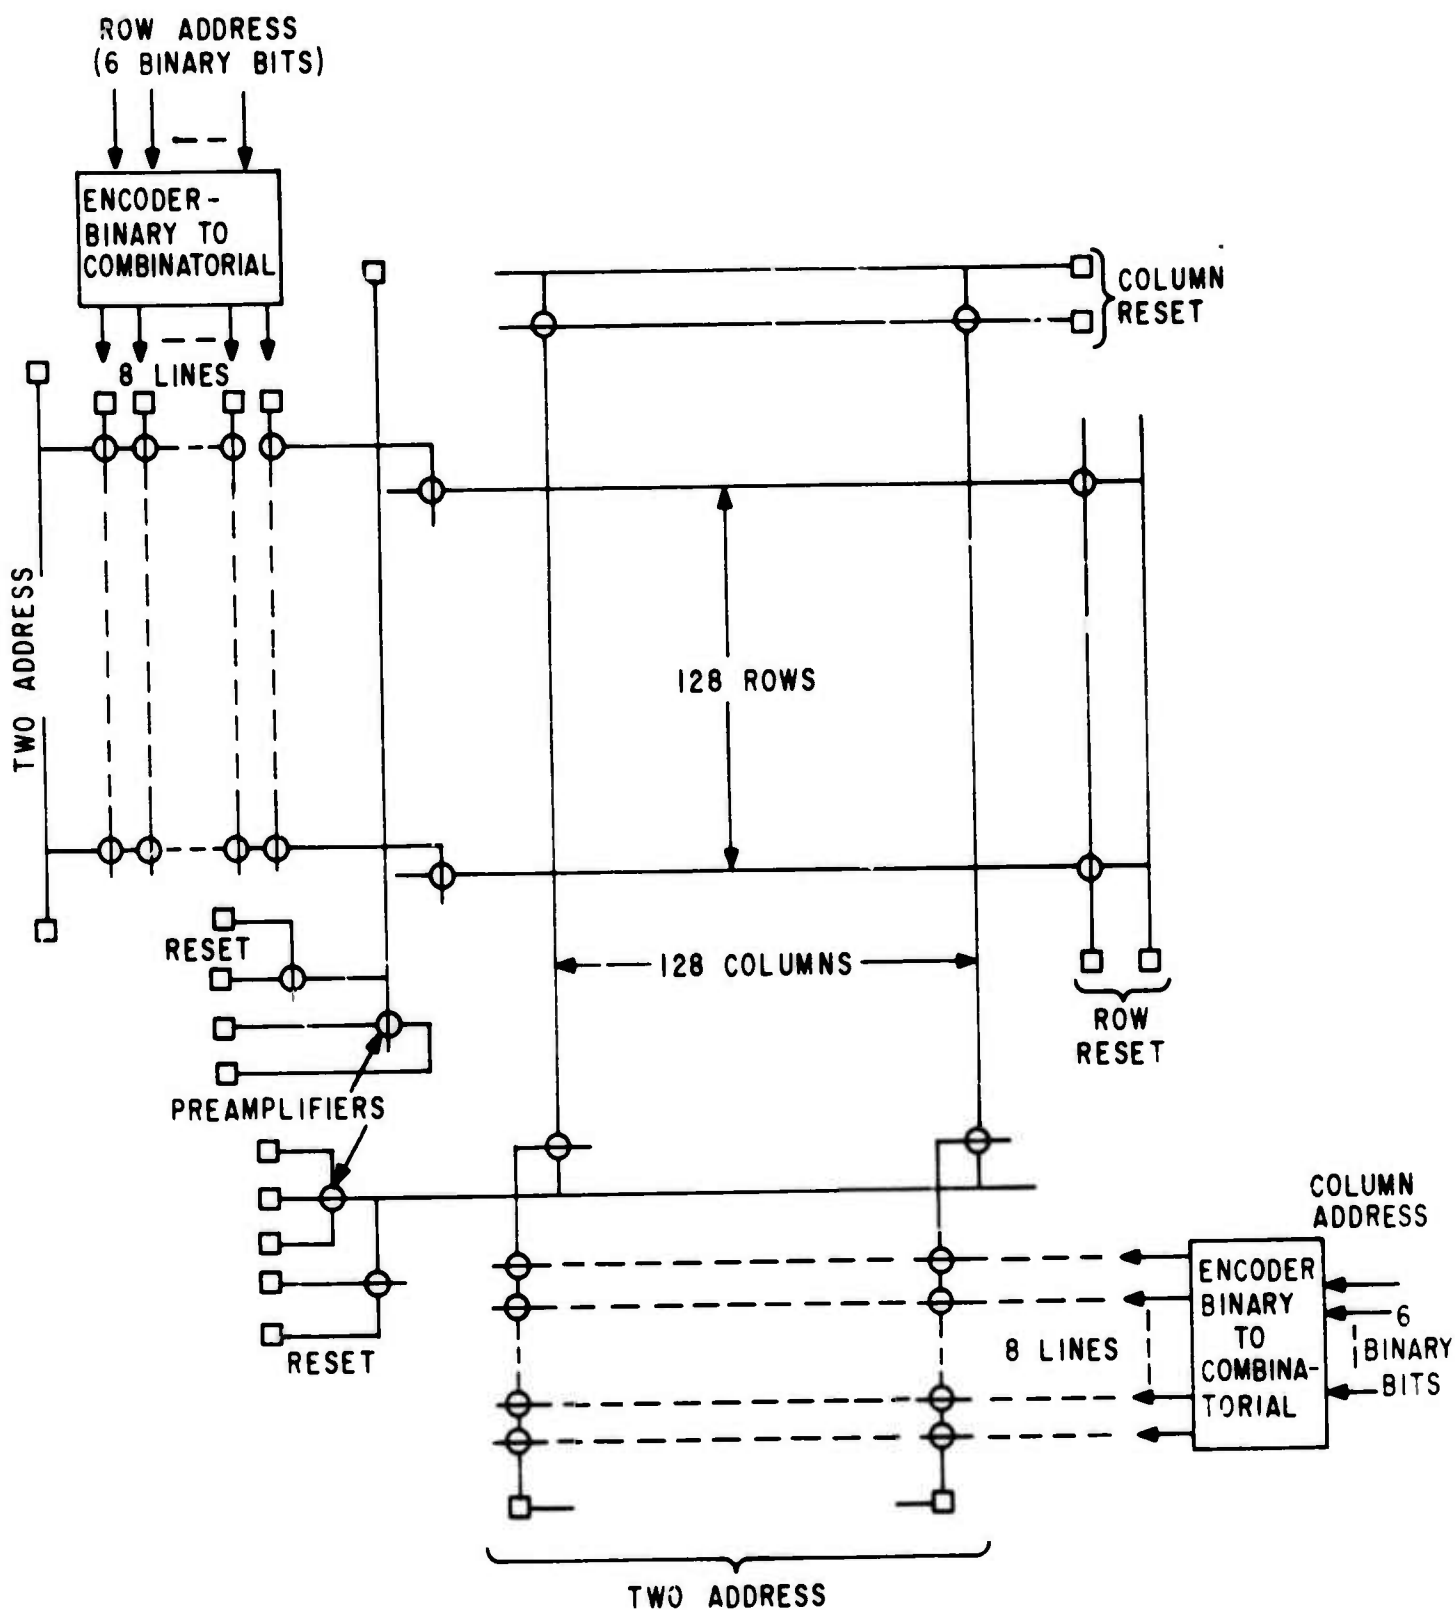 ROW ADDRESS
(6 BINARY BITS)
ENCODER-
BINARY TO
COMBINATORIAL
8 LINES
COLUMN
RESET
TWO ADDRESS
128 ROWS
RESET
128 COLUMNS
ROW
RESET
PREAMPLIFIERS
COLUMN
ADDRESS
ENCODER
BINARY
TO
COMBINA-
TORIAL
6
BINARY
BITS
8 LINES
RESET
TWO ADDRESS